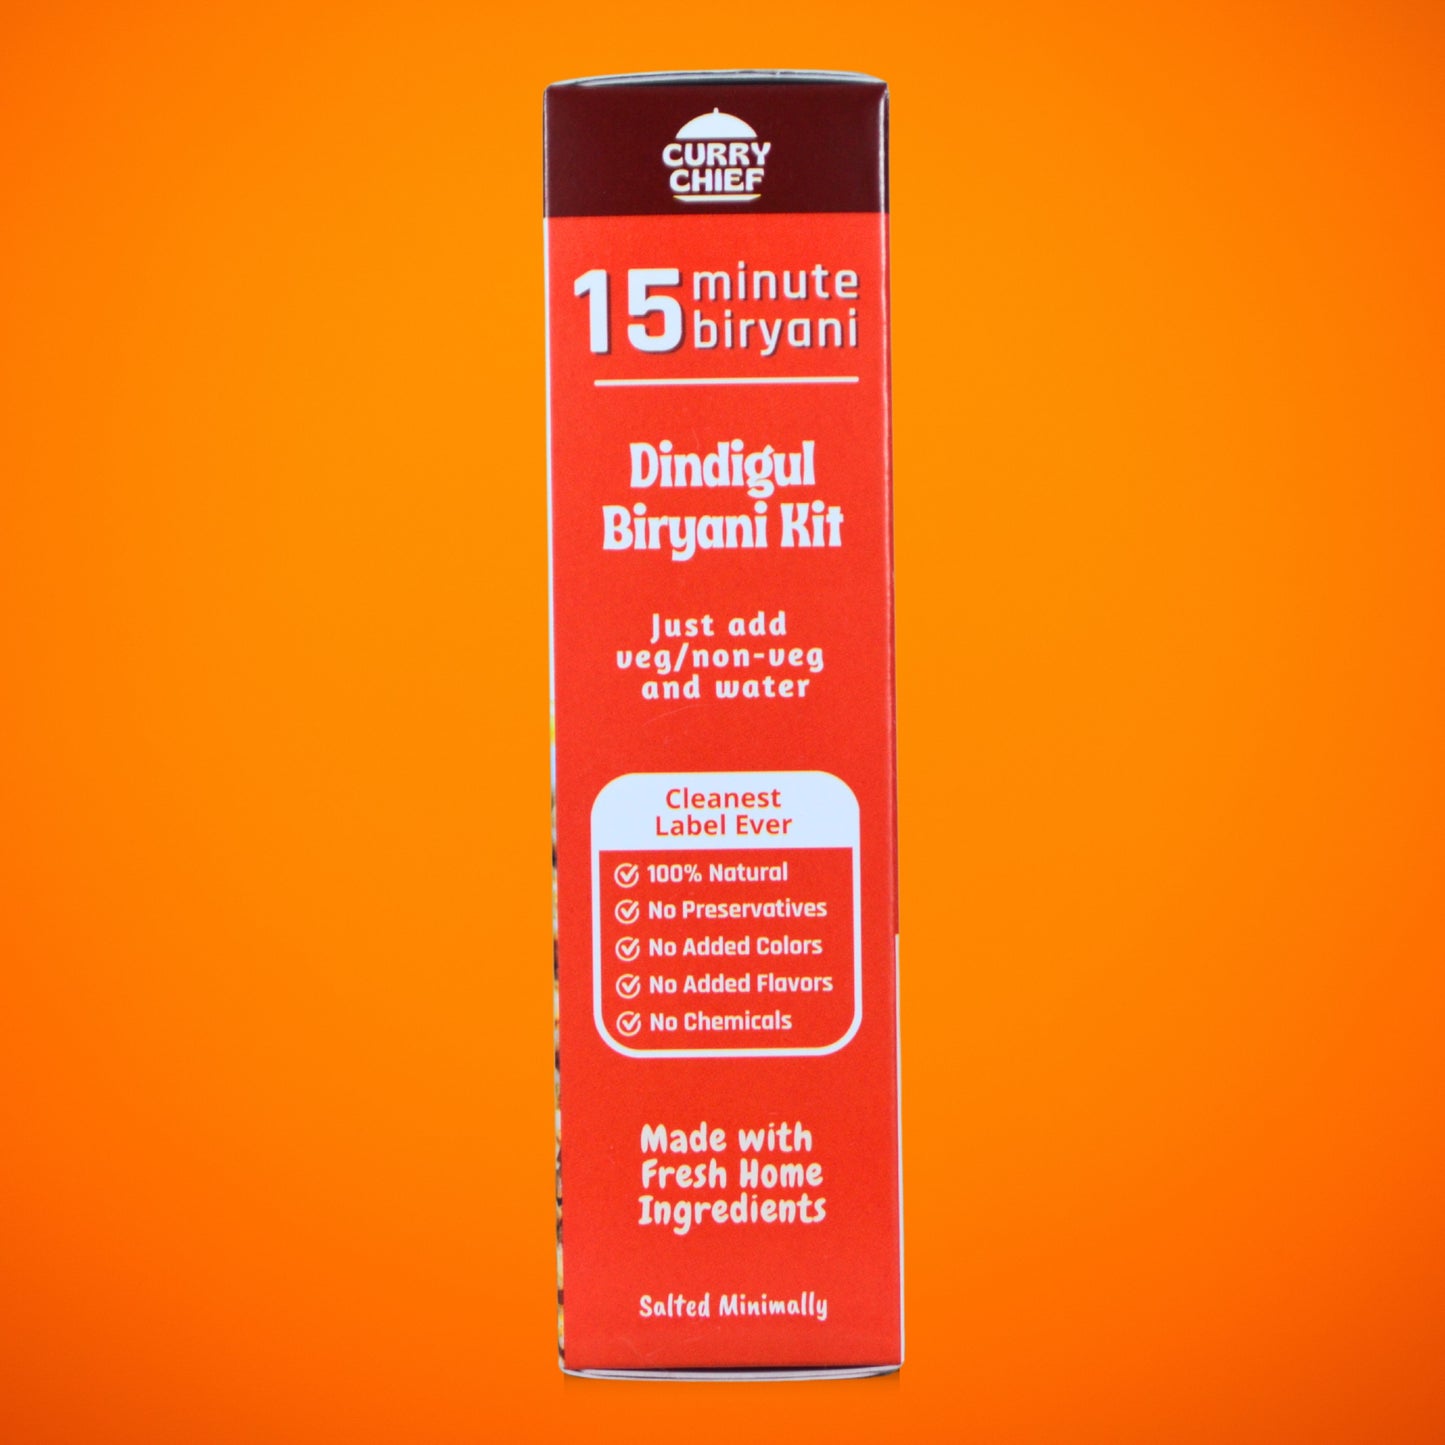 CURRY
CHIEF
15 minute
biryani
Dindigul
Biryani Kit
Just add
veg/non-veg
and water
Cleanest
Label Ever
100% Natural
No Preservatives
No Added Colors
No Added Flavors
No Chemicals
Made with
Fresh Home
Ingredients
Salted Minimally